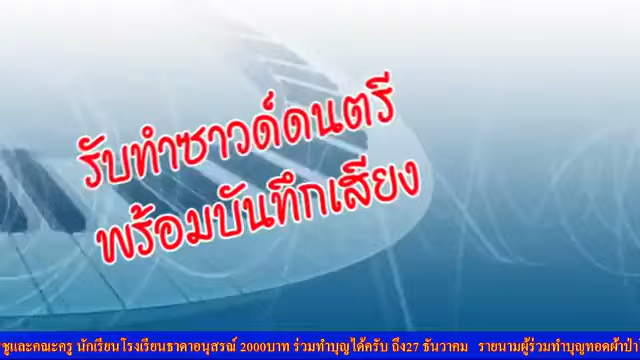 รับทำซาวด์ดนตรี
พร้อมบันทึกเสียง
ชูและคณะครู นักเรียนโรงเรียนธาดาอนุสรณ์ 2000บาท ร่วมทำบุญได้ครับ ถึง27 ธันวาคม รายนามผู้ร่วมทำบุญทอดผ้าป่า